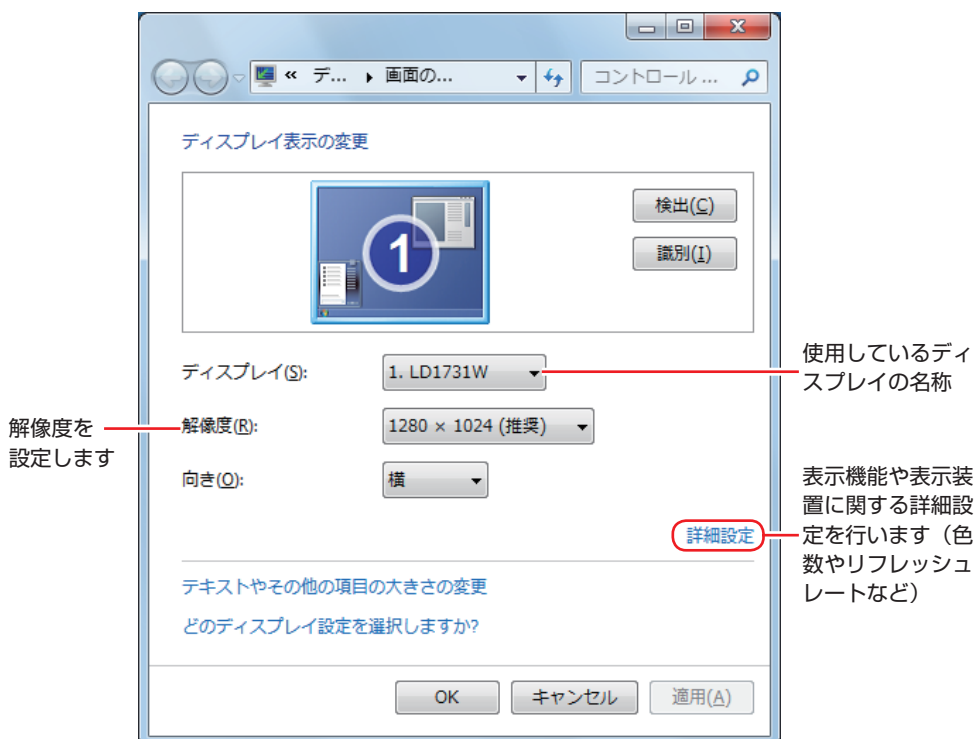 « デ... ▸ 画面の...
コントロール ...
ディスプレイ表示の変更
1
検出(C)
識別(I)
ディスプレイ(S):
1. LD1731W
使用しているディ
スプレイの名称
解像度を
設定します
解像度(R):
1280 × 1024 (推奨)
向き(O):
横
詳細設定
表示機能や表示装
置に関する詳細設
定を行います（色
数やリフレッシュ
レートなど）
テキストやその他の項目の大きさの変更
どのディスプレイ設定を選択しますか?
OK
キャンセル
適用(A)